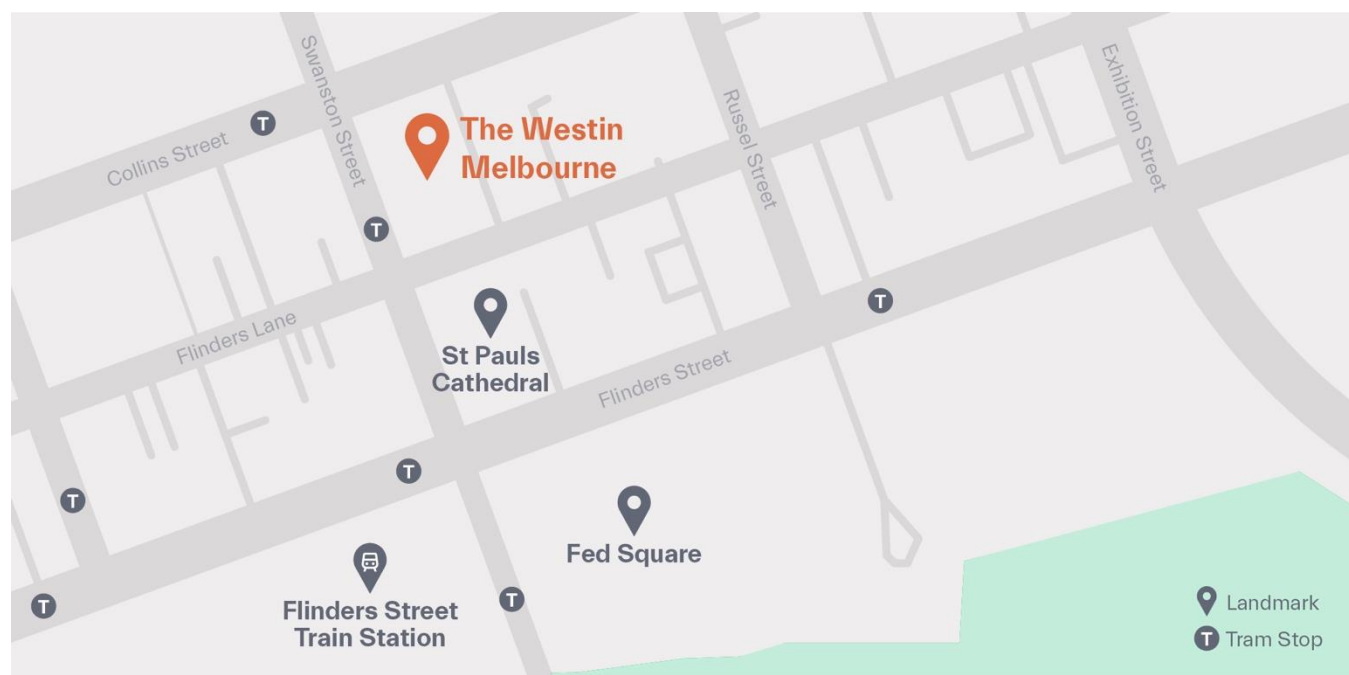 Swanston Street
Exhibition Street
Russel Street
Collins Street
T
The Westin
Melbourne
T
Flinders Lane
T
St Pauls
Cathedral
Flinders Street
T
T
Fed Square
T
Flinders Street
Train Station
T
Landmark
T Tram Stop